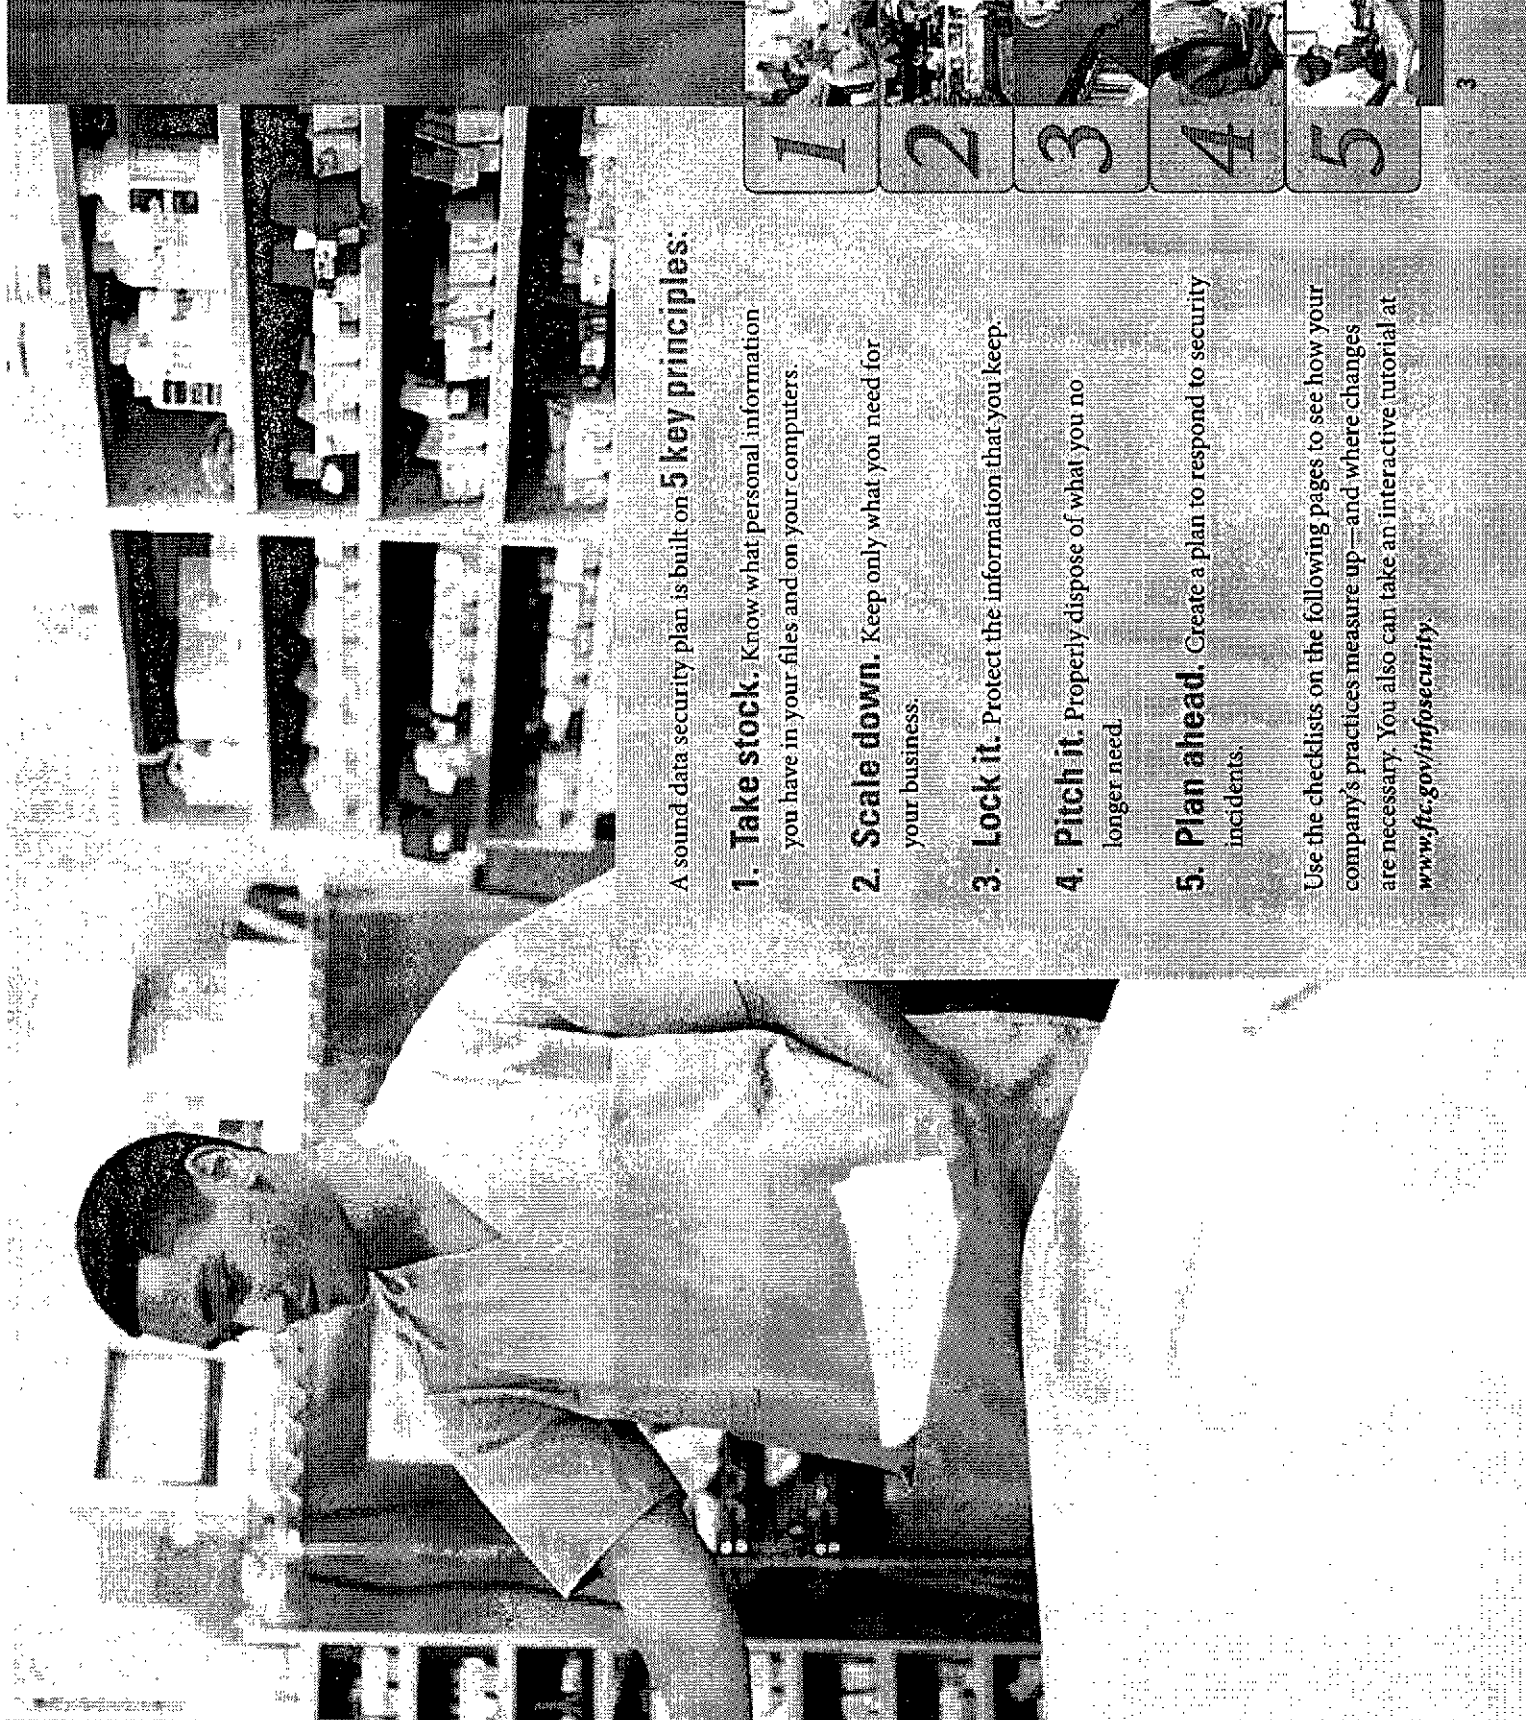 A sound data security plan is built on 5 key principles:
1. Take stock. Know what personal information
you have in your files and on your computers.
2. Scale down. Keep only what you need for
your business.
3. Lock it. Protect the information that you keep.
4. Pitch it. Properly dispose of what you no
longer need.
5. Plan ahead. Create a plan to respond to security
incidents.
Use the checklists on the following pages to see how your
company's practices measure up—and where changes
are necessary. You also can take an interactive tutorial at
www.ftc.gov/infosecurity.
1
2
3
4
5
3